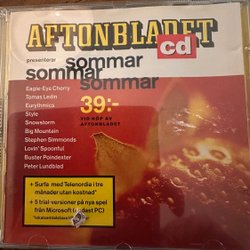 AFTONBLADET
cd
presenterar
sommar
sommar
sommar
Eagle-Eye Cherry
Tomas Ledin
Eurythmics
Style
Snowstorm
Big Mountain
Stephen Simmonds
Lovin' Spoonful
Buster Poindexter
Peter Lundblad
39:-
VID KÖP AV
AFTONBLADET
+ Surfa med Telenordia i tre
månader utan kostnad*
+ 5 trial-versioner på nya spel
från Microsoft (endast PC)